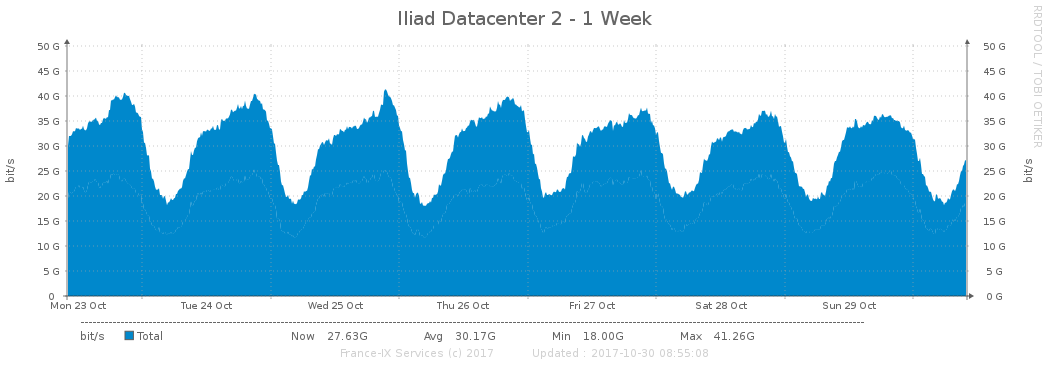 Iliad Datacenter 2 - 1 Week
RRDTOOL / TOBI OETIKER
50 G 50 G
45 G 45 G
40 G 40 G
35 G 35 G
30 G 30 G
25 G 25 G
20 G 20 G
15 G 15 G
10 G 10 G
5 G 5 G
0 0 G
bit/s bit/s
Mon 23 Oct Tue 24 Oct Wed 25 Oct Thu 26 Oct Fri 27 Oct Sat 28 Oct Sun 29 Oct
bit/s Total Now 27.63G Avg 30.17G Min 18.00G Max 41.26G
France-IX Services (c) 2017 Updated : 2017-10-30 08:55:08